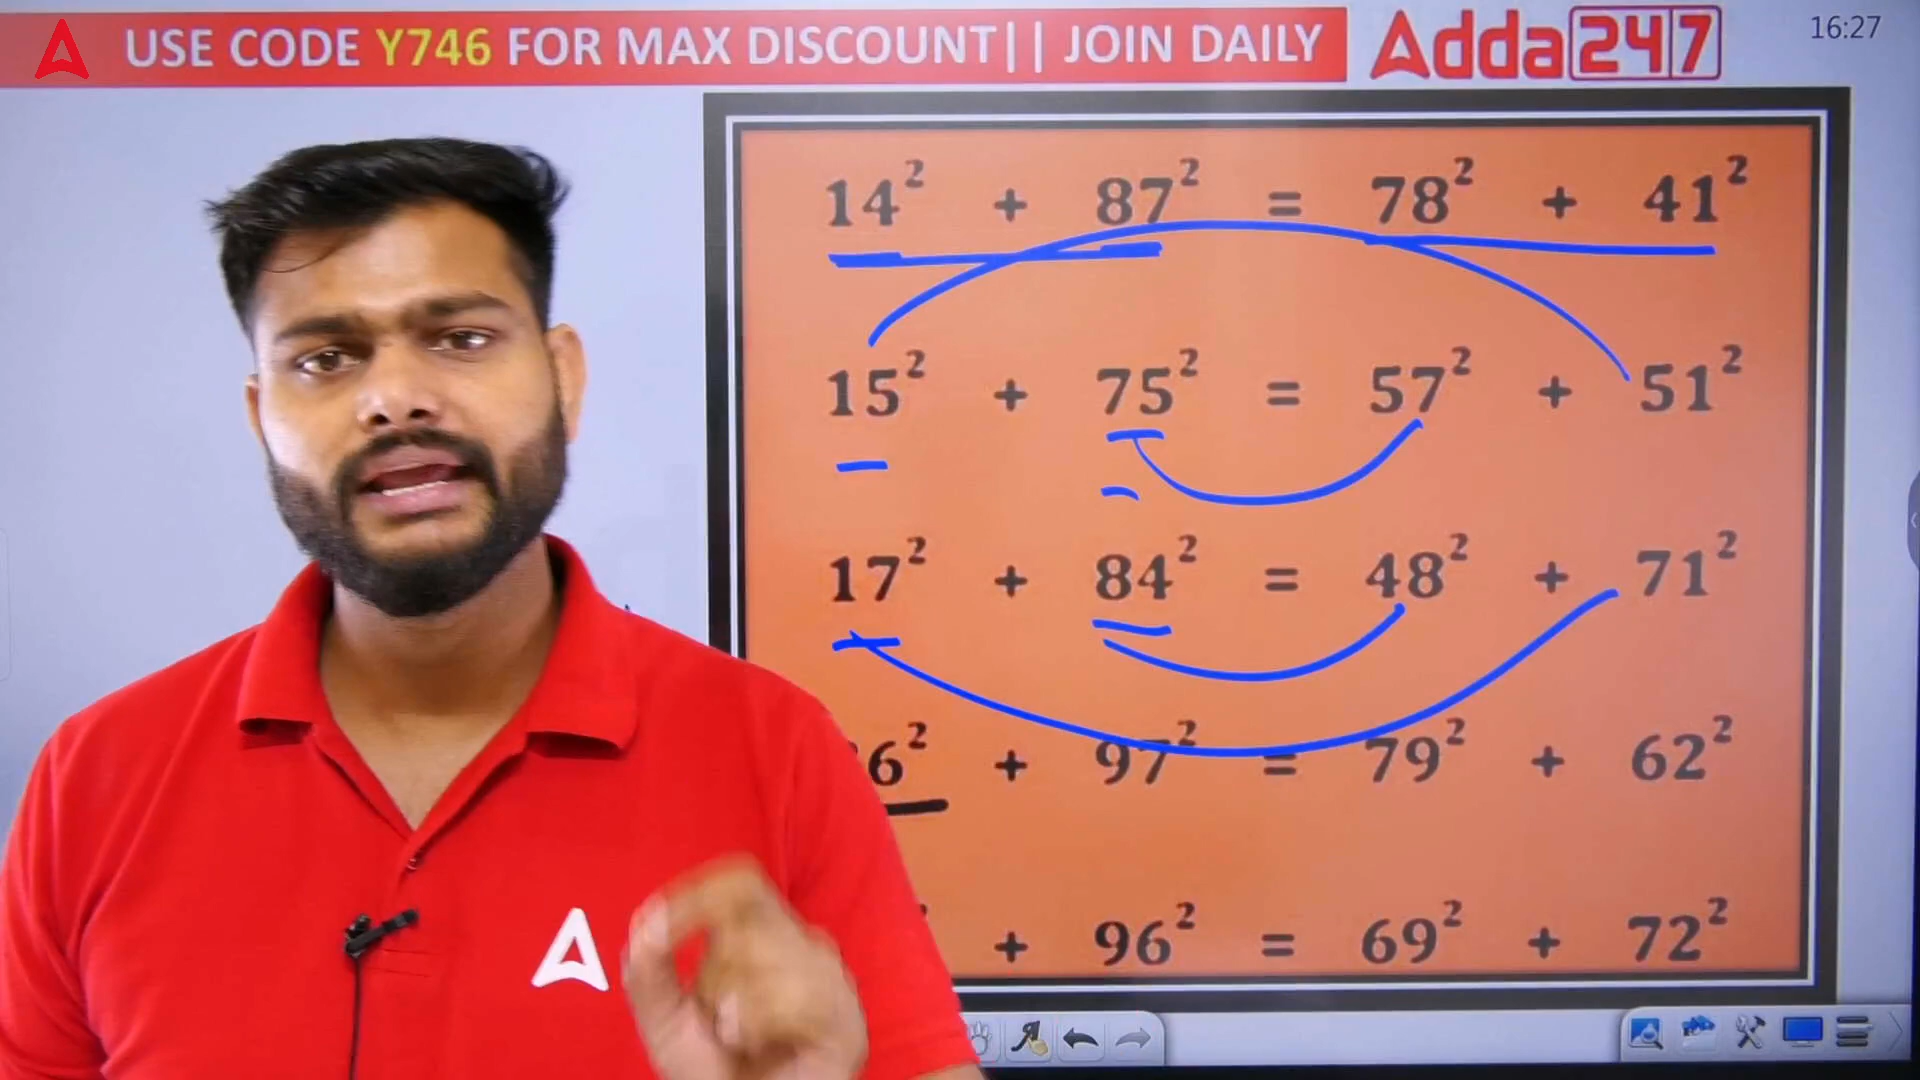 USE CODE Y746 FOR MAX DISCOUNT|| JOIN DAILY
Adda247
16:27
14² + 87² = 78² + 41²
15² + 75² = 57² + 51²
17² + 84² = 48² + 71²
6² + 97² = 79² + 62²
+ 96² = 69² + 72²